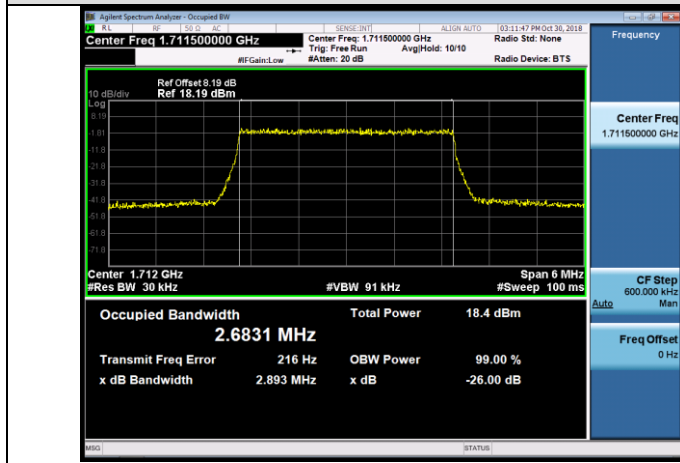 Agilent Spectrum Analyzer - Occupied BW
RL RF 50 Ω AC SENSE:INT ALIGN AUTO 03:11:47 PM Oct 30, 2018
Center Freq 1.711500000 GHz
Center Freq: 1.711500000 GHz
Radio Std: None
Trig: Free Run Avg|Hold: 10/10
#IFGain:Low
#Atten: 20 dB
Radio Device: BTS
Ref Offset 8.19 dB
10 dB/div Ref 18.19 dBm
Log
8.19
-1.81
-11.8
-21.8
-31.8
-41.8
-51.8
-61.8
-71.8
Center 1.712 GHz Span 6 MHz
#Res BW 30 kHz #VBW 91 kHz #Sweep 100 ms
Occupied Bandwidth Total Power 18.4 dBm
2.6831 MHz
Transmit Freq Error 216 Hz OBW Power 99.00 %
x dB Bandwidth 2.893 MHz x dB -26.00 dB
MSG STATUS
Frequency
Center Freq
1.711500000 GHz
CF Step
600.000 kHz
Auto Man
Freq Offset
0 Hz